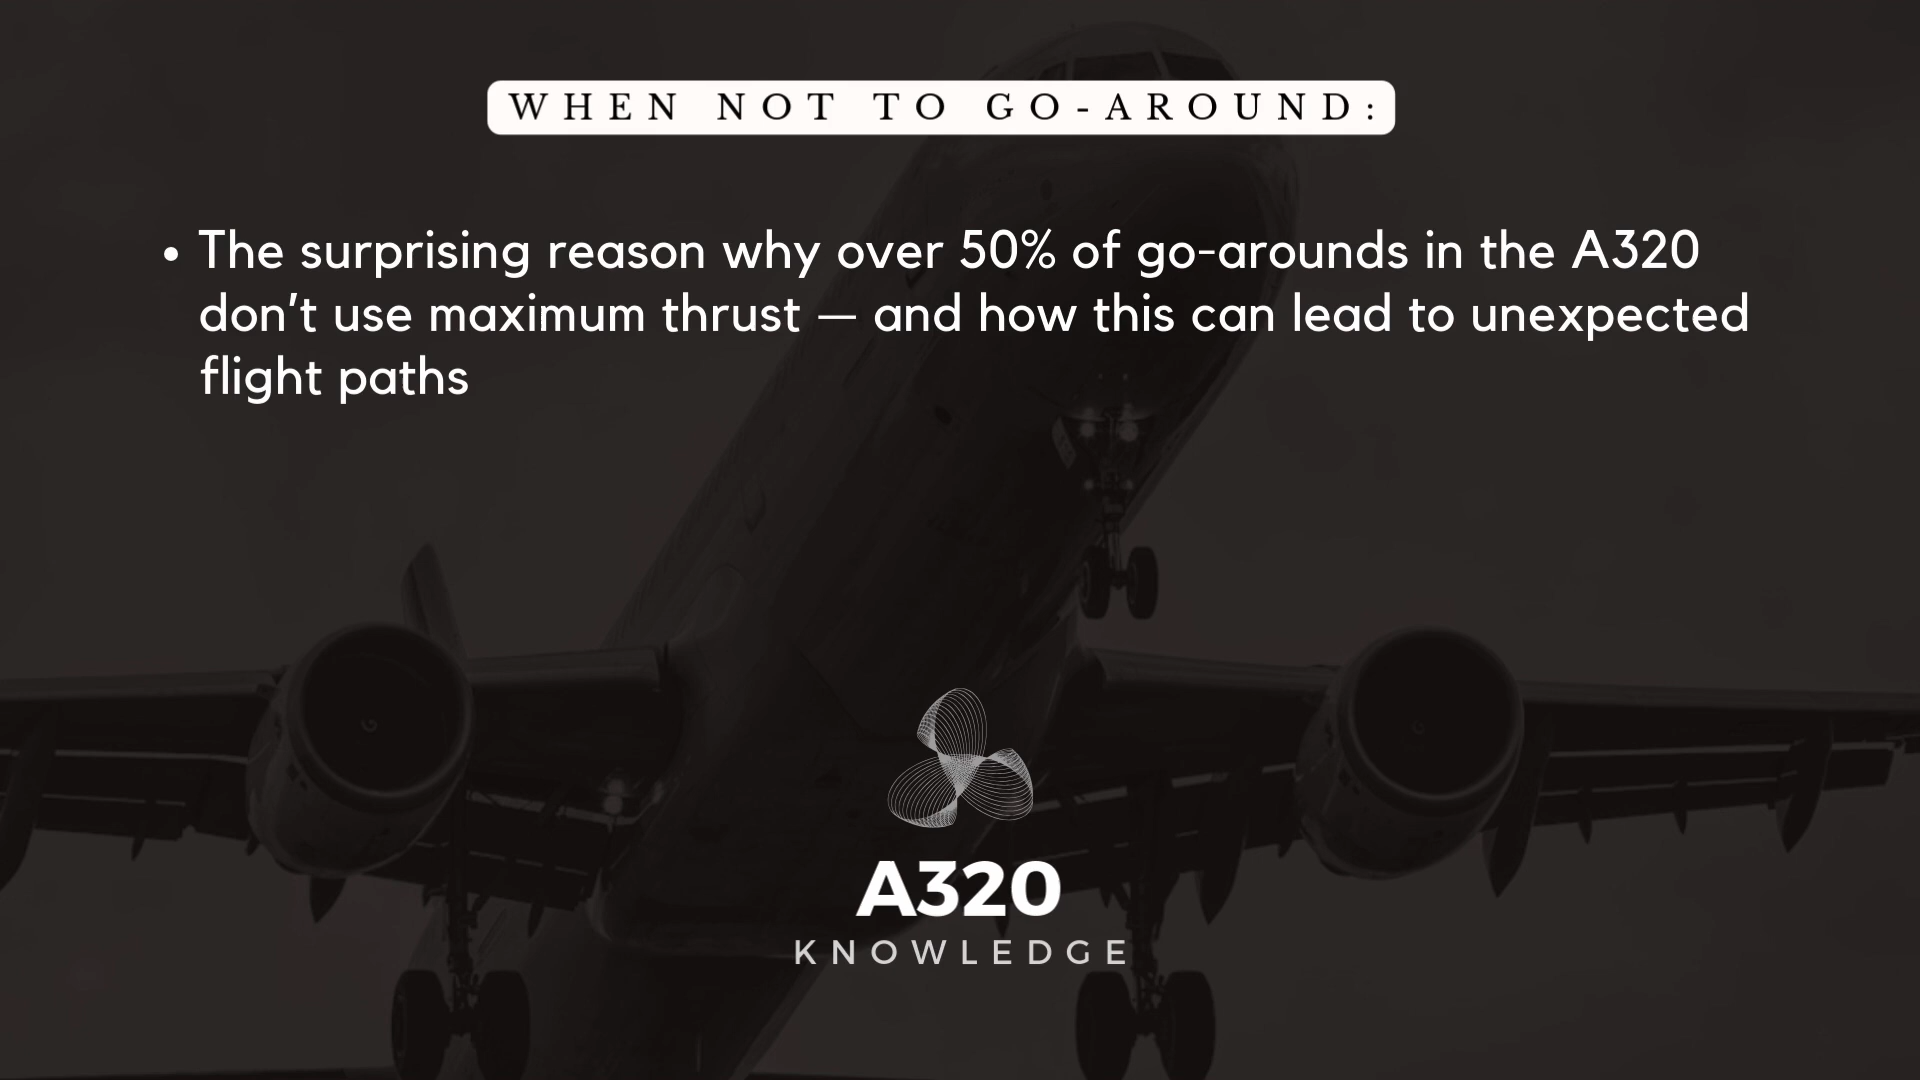 WHEN NOT TO GO-AROUND:
• The surprising reason why over 50% of go-arounds in the A320
don’t use maximum thrust — and how this can lead to unexpected
flight paths
A320
KNOWLEDGE